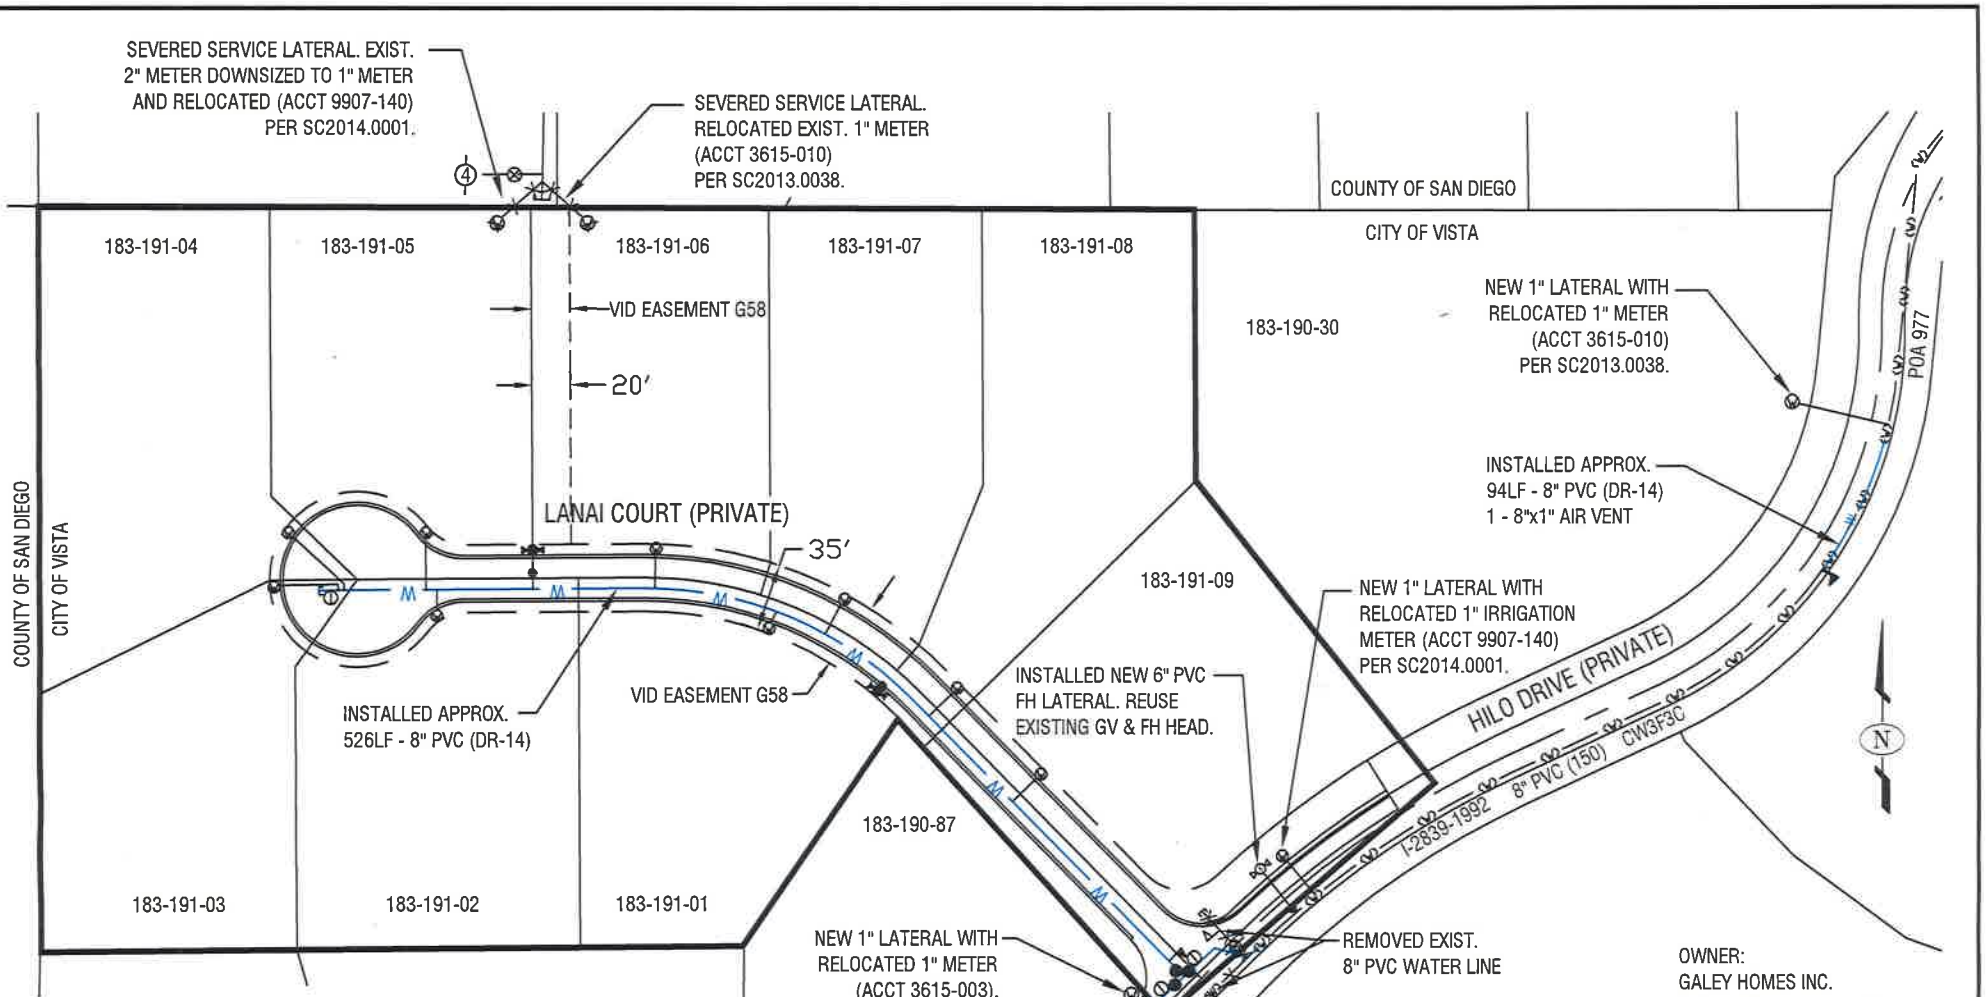 SEVERED SERVICE LATERAL. EXIST.
2" METER DOWNSIZED TO 1" METER
AND RELOCATED (ACCT 9907-140)
PER SC2014.0001.
SEVERED SERVICE LATERAL.
RELOCATED EXIST. 1" METER
(ACCT 3615-010)
PER SC2013.0038.
4
COUNTY OF SAN DIEGO
CITY OF VISTA
183-191-04
183-191-05
183-191-06
183-191-07
183-191-08
VID EASEMENT G58
20'
183-190-30
NEW 1" LATERAL WITH
RELOCATED 1" METER
(ACCT 3615-010)
PER SC2013.0038.
POA 977
W
INSTALLED APPROX.
94LF - 8" PVC (DR-14)
1 - 8"x1" AIR VENT
W
COUNTY OF SAN DIEGO
CITY OF VISTA
LANAI COURT (PRIVATE)
35'
W
W
W
W
W
W
183-191-09
NEW 1" LATERAL WITH
RELOCATED 1" IRRIGATION
METER (ACCT 9907-140)
PER SC2014.0001.
HILO DRIVE (PRIVATE)
VID EASEMENT G58
INSTALLED APPROX.
526LF - 8" PVC (DR-14)
INSTALLED NEW 6" PVC
FH LATERAL. REUSE
EXISTING GV & FH HEAD.
I-2839-1992 8" PVC (150) CW3F3C
N
183-190-87
183-191-03
183-191-02
183-191-01
NEW 1" LATERAL WITH
RELOCATED 1" METER
(ACCT 3615-003).
REMOVED EXIST.
8" PVC WATER LINE
OWNER:
GALEY HOMES INC.